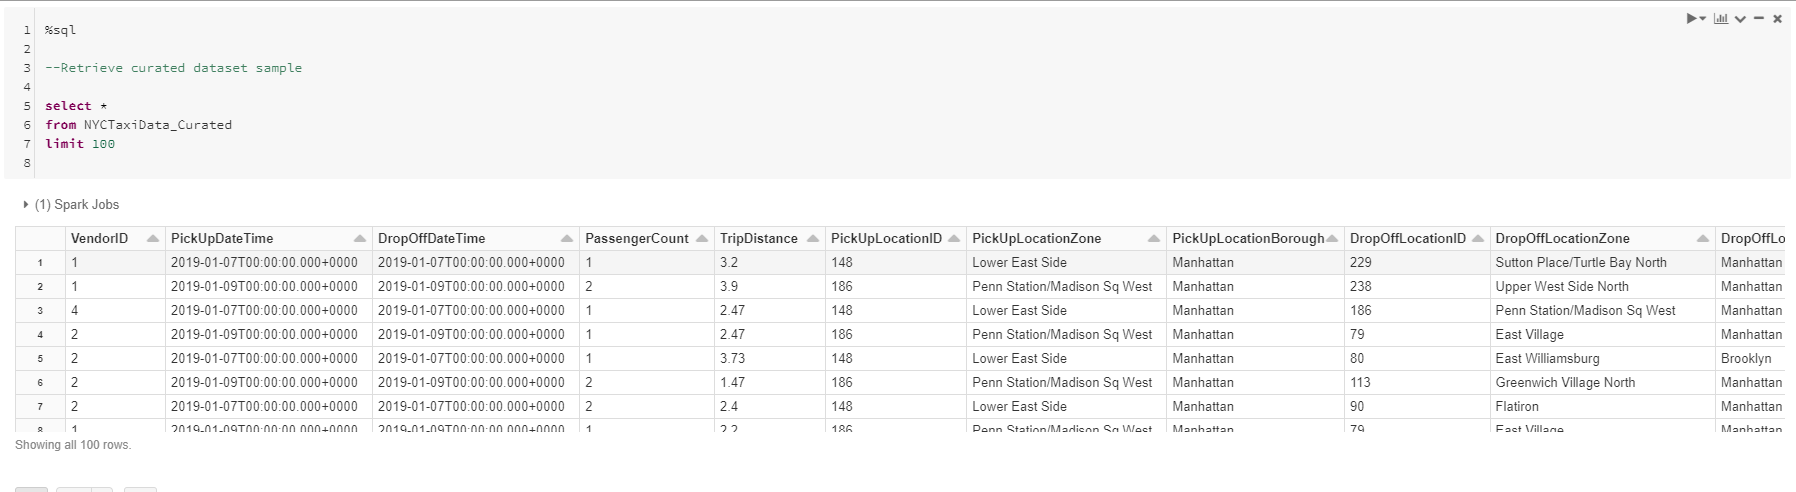 1 %sql
2
3 --Retrieve curated dataset sample
4
5 select *
6 from NYCTaxiData_Curated
7 limit 100
8
(1) Spark Jobs
VendorID PickUpDateTime DropOffDateTime PassengerCount TripDistance PickUpLocationID PickUpLocationZone PickUpLocationBorough DropOffLocationID DropOffLocationZone DropOffLo
1 1 2019-01-07T00:00:00.000+0000 2019-01-07T00:00:00.000+0000 1 3.2 148 Lower East Side Manhattan 229 Sutton Place/Turtle Bay North Manhattan
2 1 2019-01-09T00:00:00.000+0000 2019-01-09T00:00:00.000+0000 2 3.9 186 Penn Station/Madison Sq West Manhattan 238 Upper West Side North Manhattan
3 4 2019-01-07T00:00:00.000+0000 2019-01-07T00:00:00.000+0000 1 2.47 148 Lower East Side Manhattan 186 Penn Station/Madison Sq West Manhattan
4 2 2019-01-09T00:00:00.000+0000 2019-01-09T00:00:00.000+0000 1 2.47 186 Penn Station/Madison Sq West Manhattan 79 East Village Manhattan
5 2 2019-01-07T00:00:00.000+0000 2019-01-07T00:00:00.000+0000 1 3.73 148 Lower East Side Manhattan 80 East Williamsburg Brooklyn
6 2 2019-01-09T00:00:00.000+0000 2019-01-09T00:00:00.000+0000 2 1.47 186 Penn Station/Madison Sq West Manhattan 113 Greenwich Village North Manhattan
7 2 2019-01-07T00:00:00.000+0000 2019-01-07T00:00:00.000+0000 2 2.4 148 Lower East Side Manhattan 90 Flatiron Manhattan
8 1 2019-01-09T00:00:00.000+0000 2019-01-09T00:00:00.000+0000 1 2.2 186 Penn Station/Madison Sq West Manhattan 79 East Village Manhattan
Showing all 100 rows.